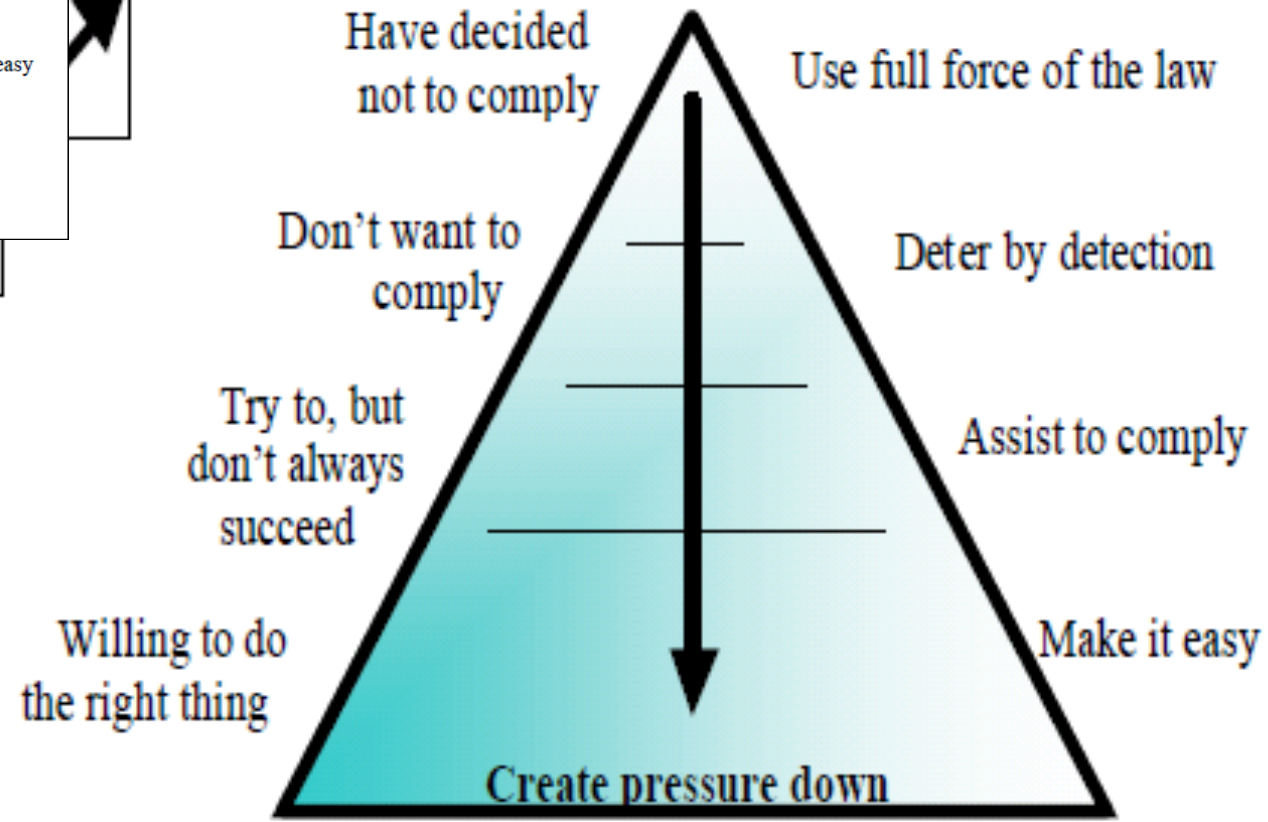 easy
Have decided
not to comply
Use full force of the law
Don’t want to
comply
Deter by detection
Try to, but
don’t always
succeed
Assist to comply
Willing to do
the right thing
Make it easy
Create pressure down